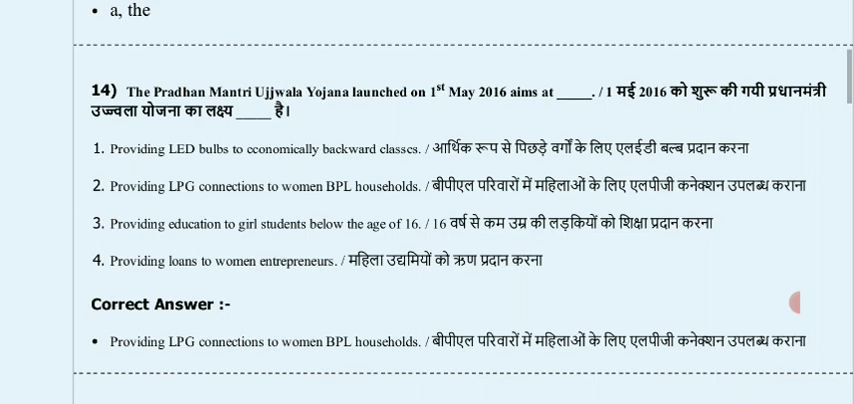 • a, the
14) The Pradhan Mantri Ujjwala Yojana launched on 1st May 2016 aims at _____. / 1 मई 2016 को शुरू की गयी प्रधानमंत्री
उज्ज्वला योजना का लक्ष्य _____ है।
1. Providing LED bulbs to economically backward classes. / आर्थिक रूप से पिछड़े वर्गों के लिए एलईडी बल्ब प्रदान करना
2. Providing LPG connections to women BPL households. / बीपीएल परिवारों में महिलाओं के लिए एलपीजी कनेक्शन उपलब्ध कराना
3. Providing education to girl students below the age of 16. / 16 वर्ष से कम उम्र की लड़कियों को शिक्षा प्रदान करना
4. Providing loans to women entrepreneurs. / महिला उद्यमियों को ऋण प्रदान करना
Correct Answer :-
• Providing LPG connections to women BPL households. / बीपीएल परिवारों में महिलाओं के लिए एलपीजी कनेक्शन उपलब्ध कराना